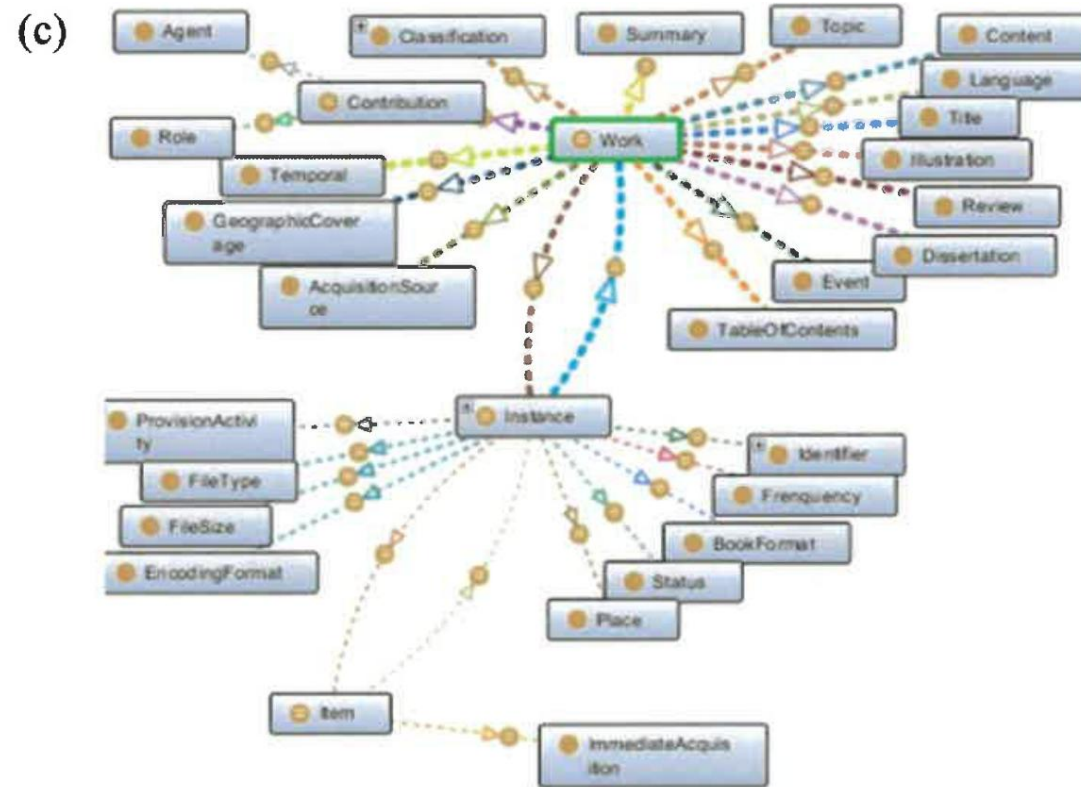 (c)
Agent
Classification
Summary
Topic
Content
Language
Contribution
Title
Role
Work
Illustration
Temporal
Review
GeographicCover
age
Dissertation
AcquisitionSour
ce
Event
TableOfContents
Instance
ProvisionActivi
ty
Identifier
FileType
Frenquency
FileSize
BookFormat
EncodingFormat
Status
Place
Item
ImmediateAcquis
ition